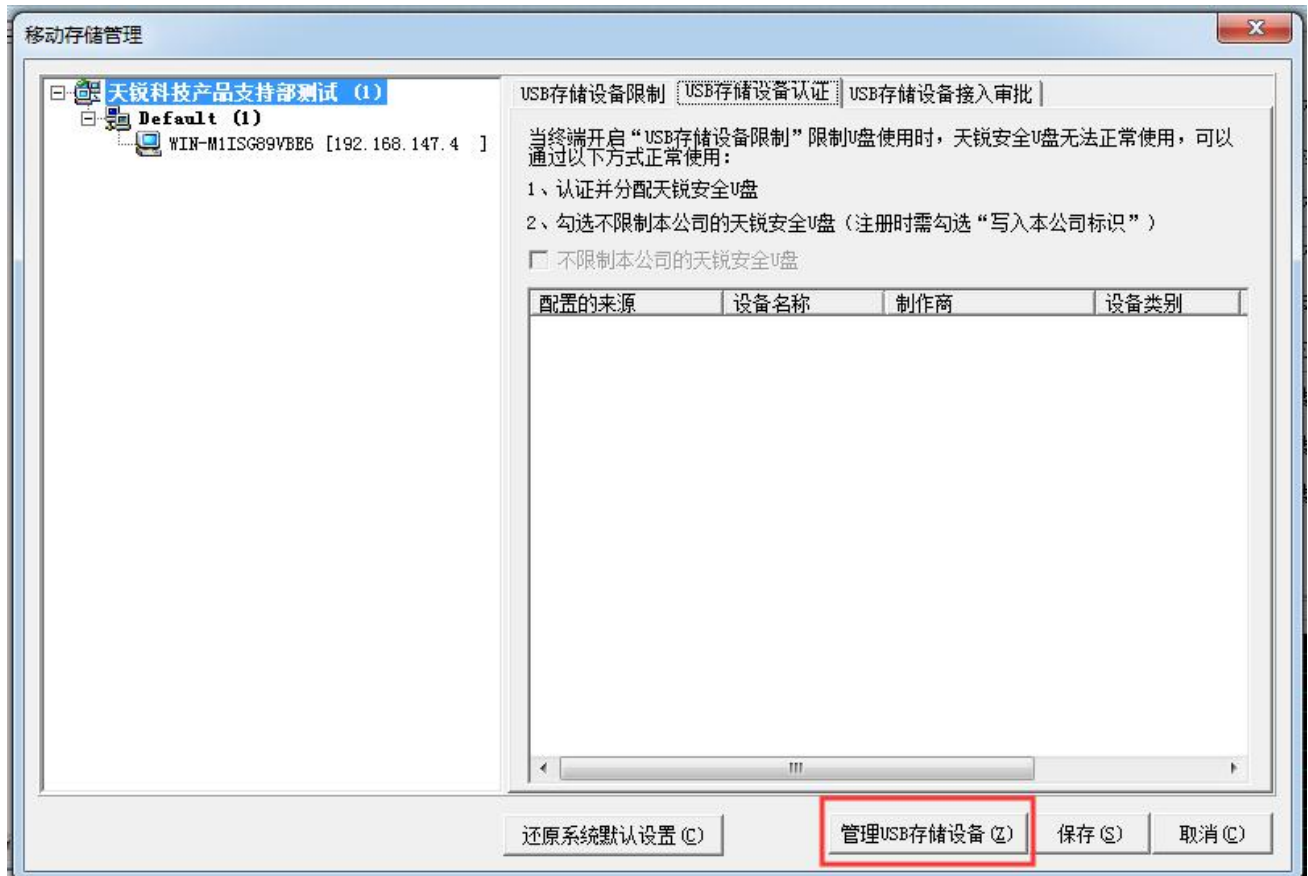 移动存储管理
天锐科技产品支持部测试 (1)
Default (1)
WIN-M1ISG89VBE6 [192.168.147.4 ]
USB存储设备限制 USB存储设备认证 USB存储设备接入审批
当终端开启“USB存储设备限制”限制U盘使用时，天锐安全U盘无法正常使用，可以
通过以下方式正常使用：
1、认证并分配天锐安全U盘
2、勾选不限制本公司的天锐安全U盘（注册时需勾选“写入本公司标识”）
不限制本公司的天锐安全U盘
配置的来源 设备名称 制作商 设备类别
还原系统默认设置(C) 管理USB存储设备(Z) 保存(S) 取消(C)